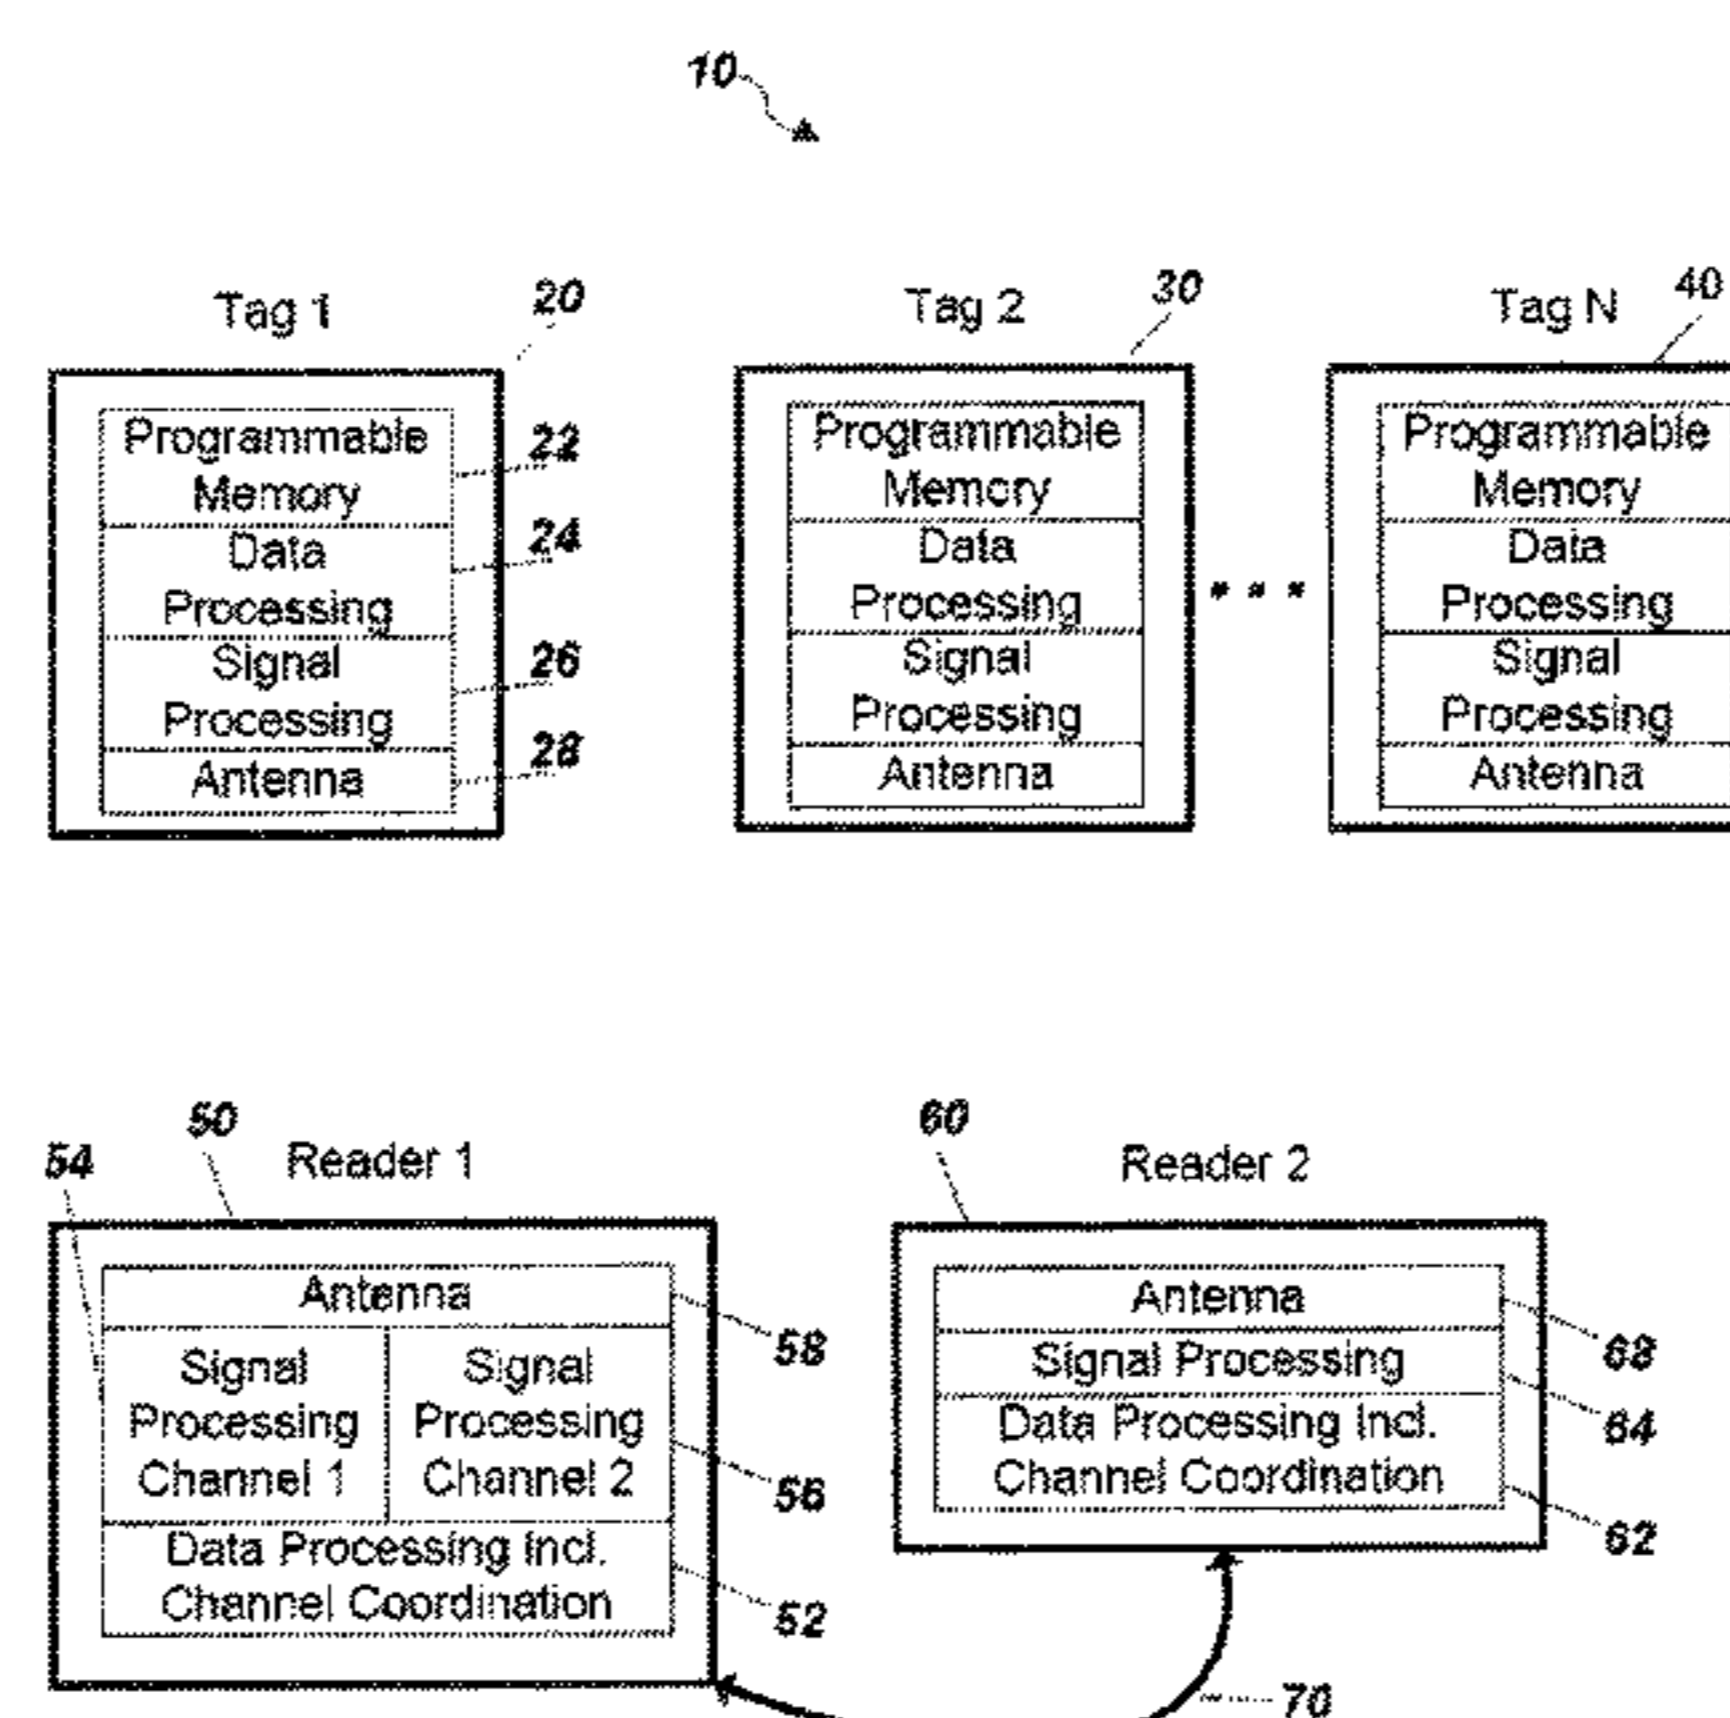 10
Tag 1
20
Tag 2
30
Tag N
40
Programmable
Memory
22
Data
Processing
24
Signal
Processing
26
Antenna
28
Programmable
Memory
Data
Processing
Signal
Processing
Antenna
Programmable
Memory
Data
Processing
Signal
Processing
Antenna
54
50
Reader 1
Antenna
58
Signal
Processing
Channel 1
Signal
Processing
Channel 2
56
Data Processing Incl.
Channel Coordination
52
60
Reader 2
Antenna
68
Signal Processing
64
Data Processing Incl.
Channel Coordination
62
70